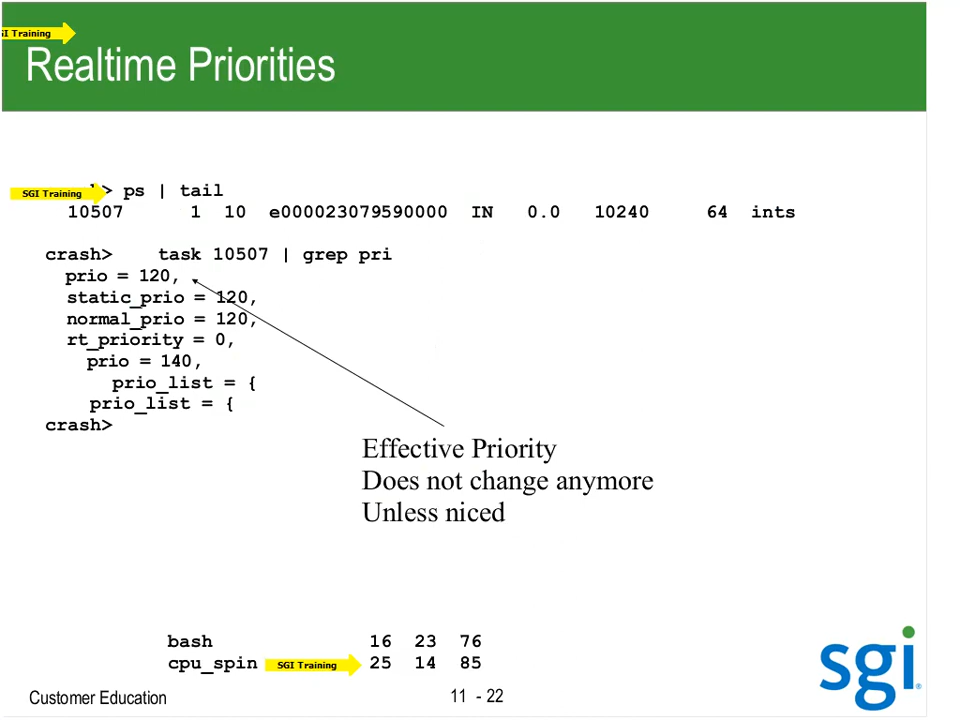 GI Training
Realtime Priorities
SGI Training > ps | tail
10507 1 10 e000023079590000 IN 0.0 10240 64 ints
crash> task 10507 | grep pri
prio = 120,
static_prio = 120,
normal_prio = 120,
rt_priority = 0,
prio = 140,
prio_list = {
prio_list = {
crash>
Effective Priority
Does not change anymore
Unless niced
bash 16 23 76
cpu_spin SGI Training 25 14 85
Customer Education
11 - 22
sgi